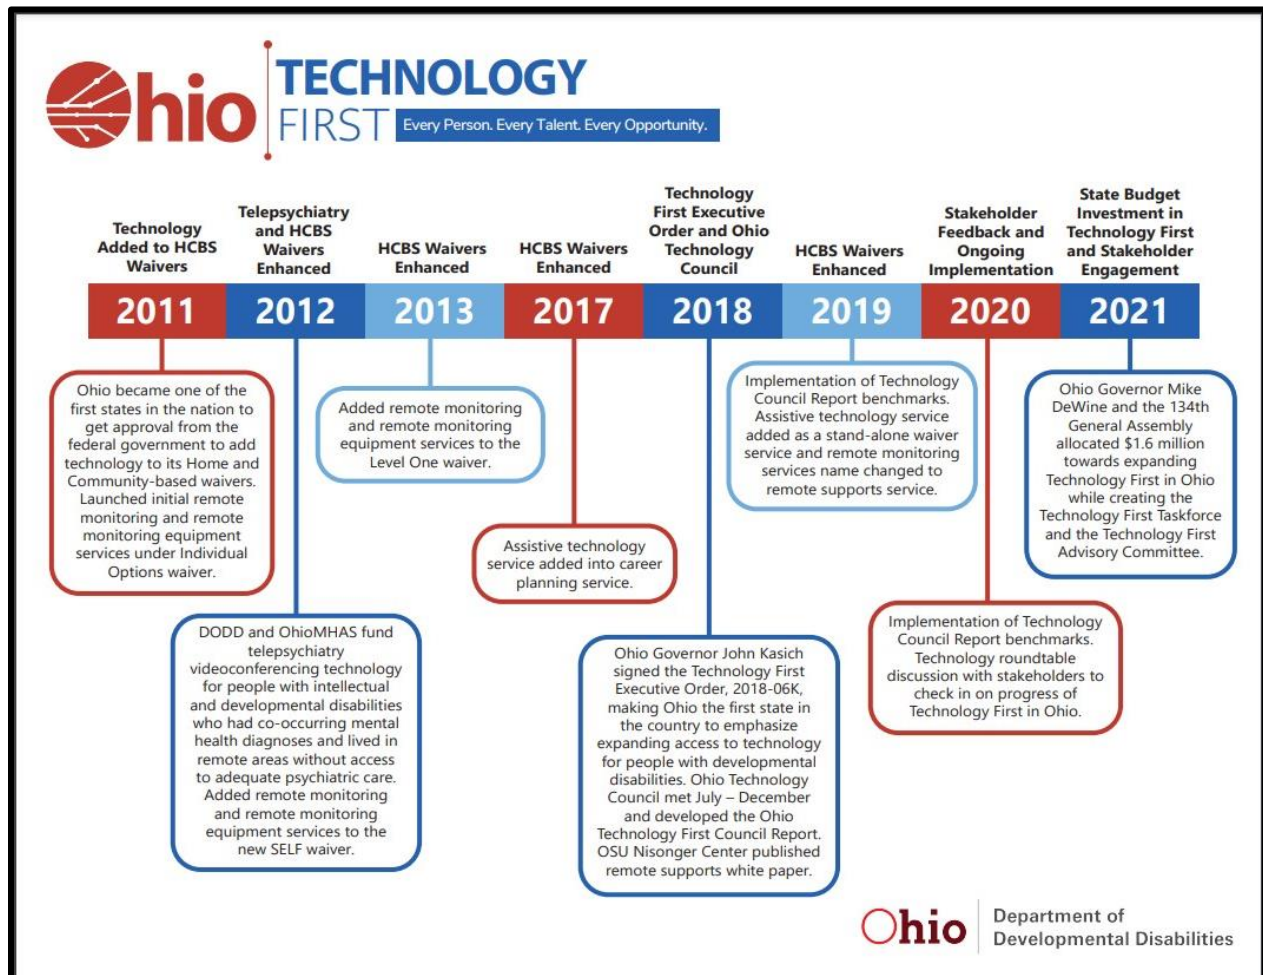 Ohio
TECHNOLOGY
FIRST
Every Person. Every Talent. Every Opportunity.
Technology
Added to HCBS
Waivers
2011
Ohio became one of the
first states in the nation to
get approval from the
federal government to add
technology to its Home and
Community-based waivers.
Launched initial remote
monitoring and remote
monitoring equipment
services under Individual
Options waiver.
Telepsychiatry
and HCBS
Waivers
Enhanced
2012
DODD and OhioMHAS fund
telepsychiatry
videoconferencing technology
for people with intellectual
and developmental disabilities
who had co-occurring mental
health diagnoses and lived in
remote areas without access
to adequate psychiatric care.
Added remote monitoring
and remote monitoring
equipment services to the
new SELF waiver.
HCBS Waivers
Enhanced
2013
Added remote monitoring
and remote monitoring
equipment services to the
Level One waiver.
HCBS Waivers
Enhanced
2017
Assistive technology
service added into career
planning service.
Technology
First Executive
Order and Ohio
Technology
Council
2018
Ohio Governor John Kasich
signed the Technology First
Executive Order, 2018-06K,
making Ohio the first state in
the country to emphasize
expanding access to technology
for people with developmental
disabilities. Ohio Technology
Council met July – December
and developed the Ohio
Technology First Council Report.
OSU Nisonger Center published
remote supports white paper.
HCBS Waivers
Enhanced
2019
Implementation of Technology
Council Report benchmarks.
Assistive technology service
added as a stand-alone waiver
service and remote monitoring
services name changed to
remote supports service.
Stakeholder
Feedback and
Ongoing
Implementation
2020
Implementation of Technology
Council Report benchmarks.
Technology roundtable
discussion with stakeholders to
check in on progress of
Technology First in Ohio.
State Budget
Investment in
Technology First
and Stakeholder
Engagement
2021
Ohio Governor Mike
DeWine and the 134th
General Assembly
allocated $1.6 million
towards expanding
Technology First in Ohio
while creating the
Technology First Taskforce
and the Technology First
Advisory Committee.
Ohio
Department of
Developmental Disabilities